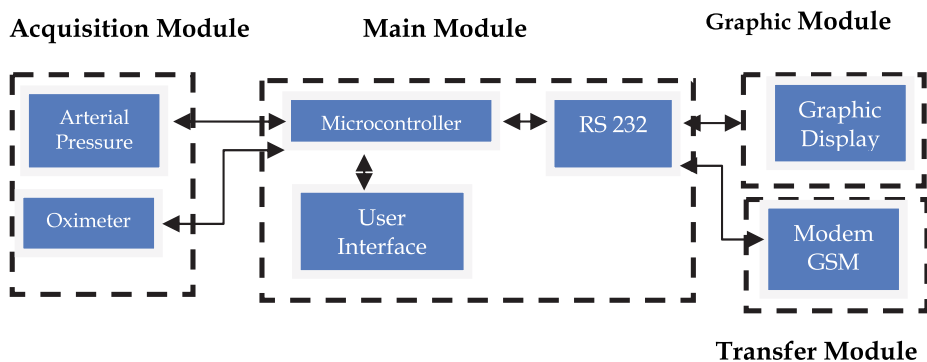 Acquisition Module
Arterial
Pressure
Oximeter
Main Module
Microcontroller
RS 232
User
Interface
Graphic Module
Graphic
Display
Modem
GSM
Transfer Module